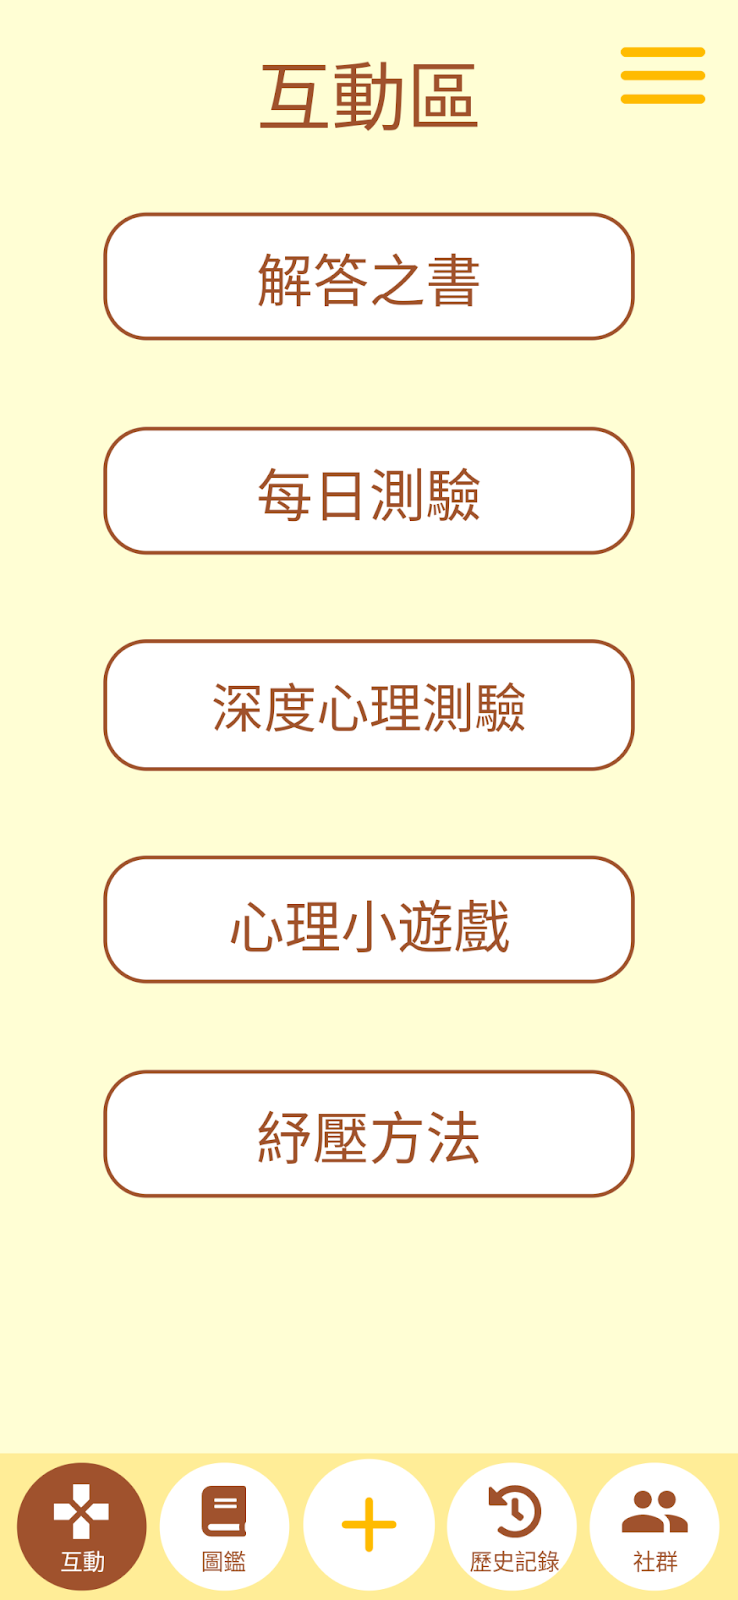 互動區
解答之書
每日測驗
深度心理測驗
心理小遊戲
紓壓方法
互動
圖鑑
歷史記錄
社群